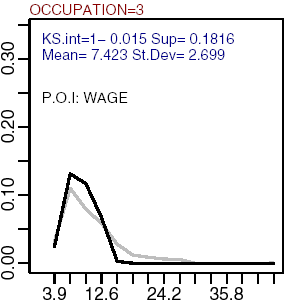 OCCUPATION=3
KS.int=1- 0.015 Sup= 0.1816
Mean= 7.423 St.Dev= 2.699
P.O.I: WAGE
0.30
0.20
0.10
0.00
3.9 12.6 24.2 35.8